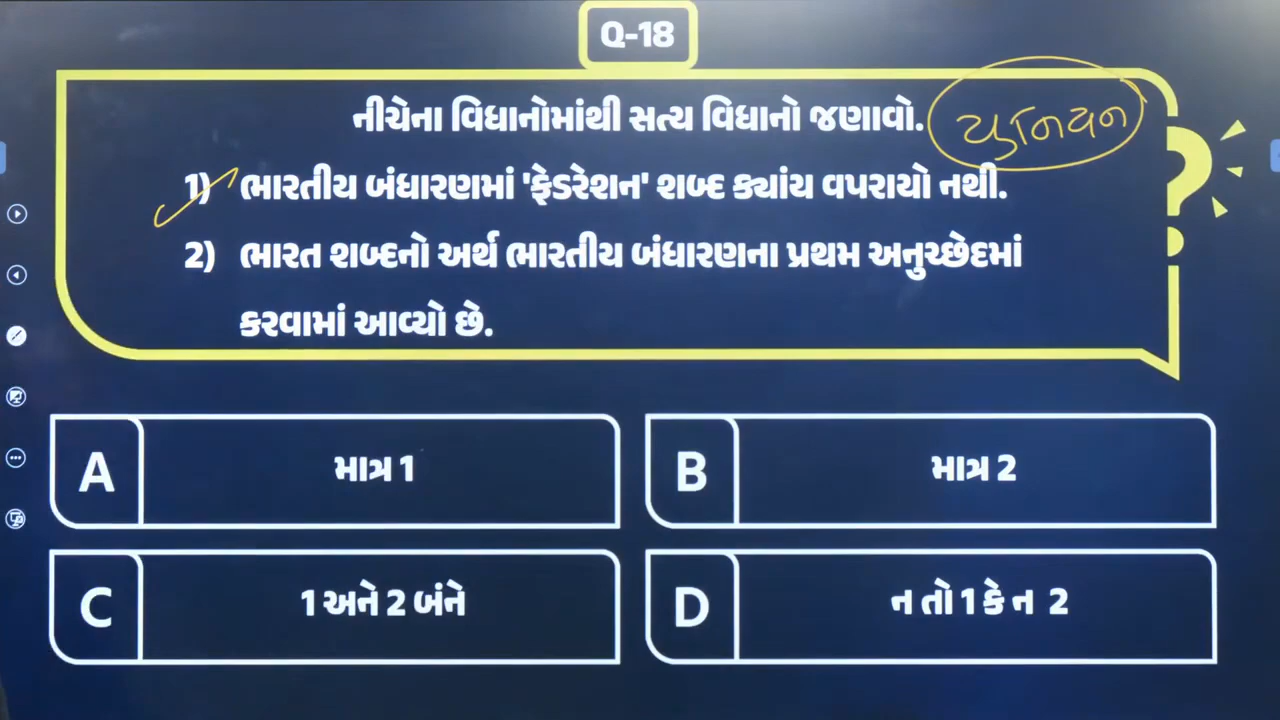 Q-18
નીચેના વિધાનોમાંથી સત્ય વિધાનો જણાવો.
યુનિયન
1) ભારતીય બંધારણમાં 'ફેડરેશન' શબ્દ ક્યાંય વપરાયો નથી.
2) ભારત શબ્દનો અર્થ ભારતીય બંધારણના પ્રથમ અનુચ્છેદમાં
કરવામાં આવ્યો છે.
A માત્ર 1
B માત્ર 2
C 1 અને 2 બંને
D ન તો 1 કે ન 2